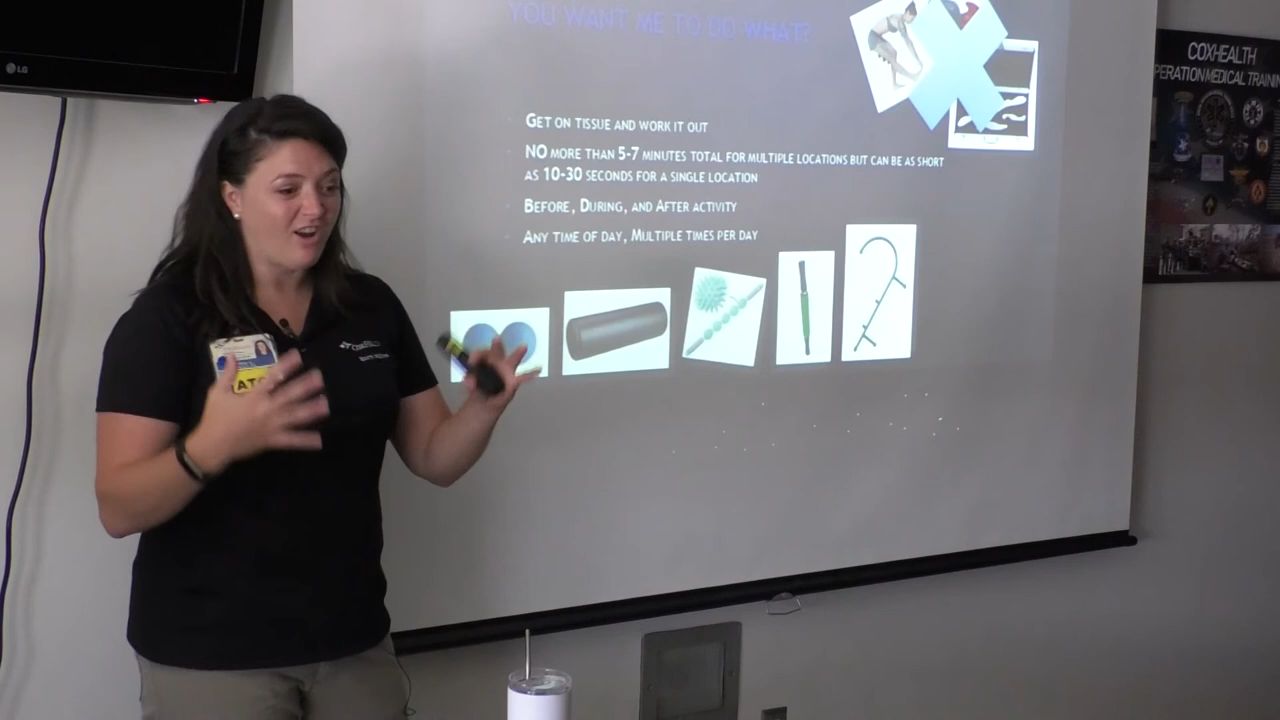 YOU WANT ME TO DO WHAT?
GET ON TISSUE AND WORK IT OUT
NO MORE THAN 5-7 MINUTES TOTAL FOR MULTIPLE LOCATIONS BUT CAN BE AS SHORT
AS 10-30 SECONDS FOR A SINGLE LOCATION
BEFORE, DURING, AND AFTER ACTIVITY
ANY TIME OF DAY, MULTIPLE TIMES PER DAY
LG
COXHEALTH
PERATION MEDICAL TRAININ
ATC